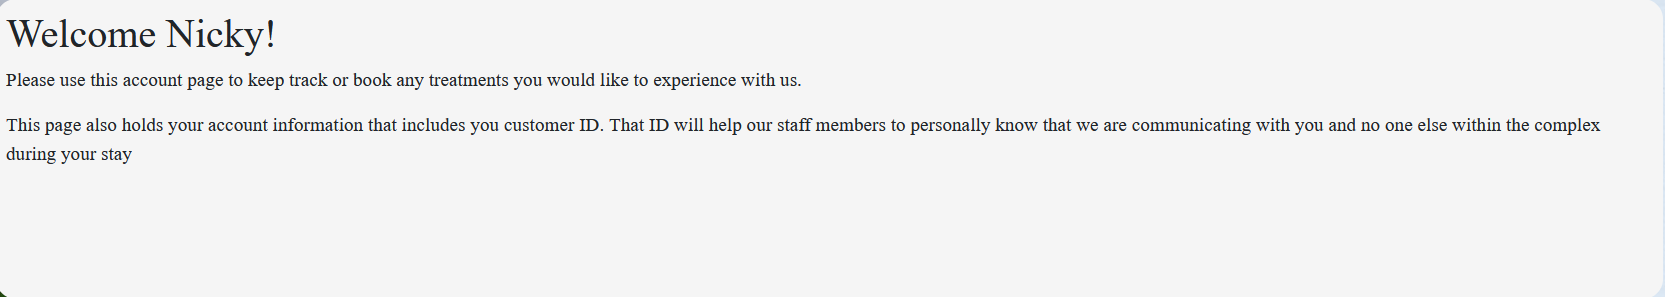 Welcome Nicky!
Please use this account page to keep track or book any treatments you would like to experience with us.
This page also holds your account information that includes you customer ID. That ID will help our staff members to personally know that we are communicating with you and no one else within the complex
during your stay